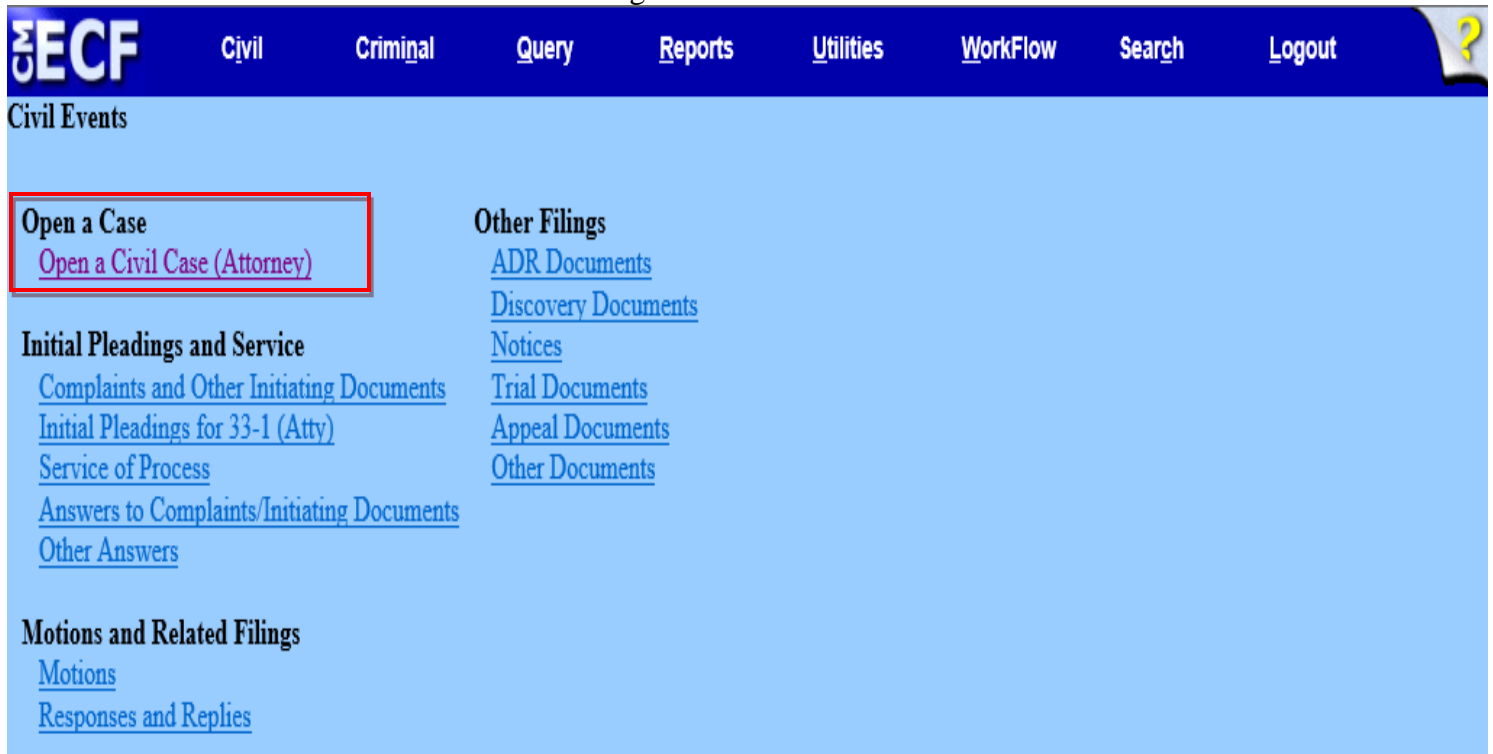 CM ECF Civil Criminal Query Reports Utilities WorkFlow Search Logout ?
Civil Events
Open a Case
Open a Civil Case (Attorney)
Initial Pleadings and Service
Complaints and Other Initiating Documents
Initial Pleadings for 33-1 (Atty)
Service of Process
Answers to Complaints/Initiating Documents
Other Answers
Motions and Related Filings
Motions
Responses and Replies
Other Filings
ADR Documents
Discovery Documents
Notices
Trial Documents
Appeal Documents
Other Documents